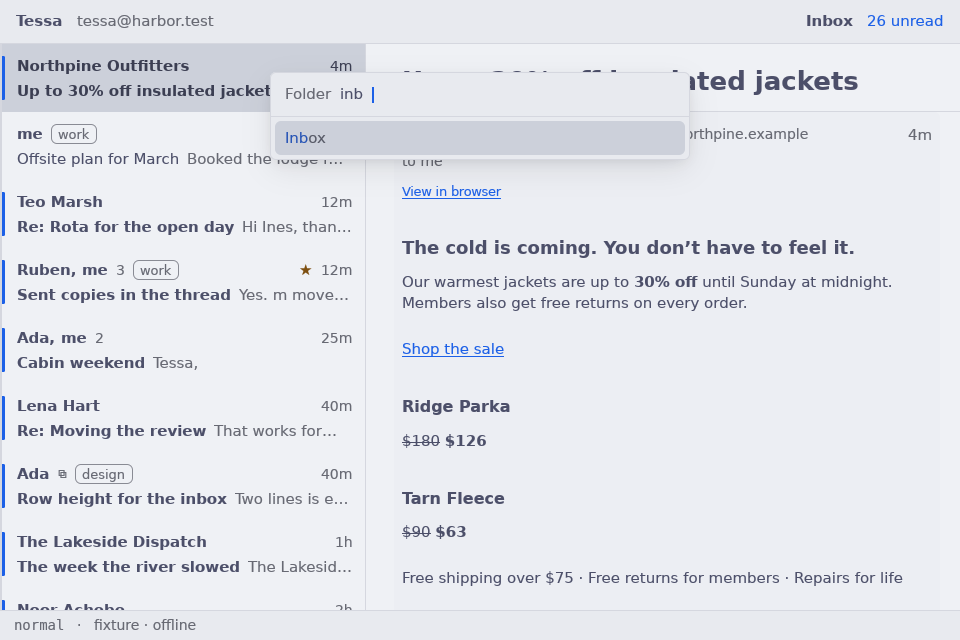 Tessa tessa@harbor.test Inbox 26 unread
Northpine Outfitters 4m
Up to 30% off insulated jacket
me work
Offsite plan for March Booked the lodge f…
Teo Marsh 12m
Re: Rota for the open day Hi Ines, than…
Ruben, me 3 work ★ 12m
Sent copies in the thread Yes. m move…
Ada, me 2 25m
Cabin weekend Tessa,
Lena Hart 40m
Re: Moving the review That works for…
Ada design 40m
Row height for the inbox Two lines is e…
The Lakeside Dispatch 1h
The week the river slowed The Lakesid…
Noor Ashobe 2h
Folder inb
Inbox
ated jackets
orthpine.example 4m
to me
View in browser
The cold is coming. You don’t have to feel it.
Our warmest jackets are up to 30% off until Sunday at midnight.
Members also get free returns on every order.
Shop the sale
Ridge Parka
$180 $126
Tarn Fleece
$90 $63
Free shipping over $75 · Free returns for members · Repairs for life
normal · fixture · offline